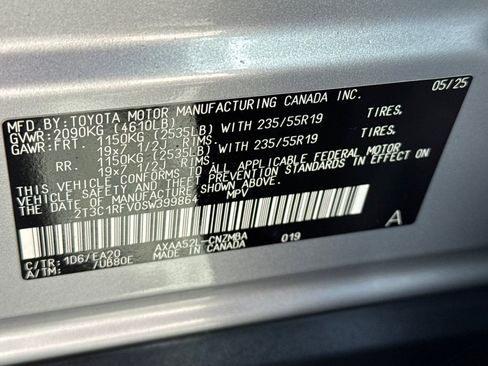 MFD.BY:TOYOTA MOTOR MANUFACTURING CANADA INC. 05/25
GVWR:2090KG (4610LB)
GAWR:FRT. 1150KG (2535LB) WITH 235/55R19 TIRES,
19x7 1/2J RIMS,
RR. 1150KG (2535LB) WITH 235/55R19 TIRES,
19x7 1/2J RIMS,
THIS VEHICLE CONFORMS TO ALL APPLICABLE FEDERAL MOTOR
VEHICLE SAFETY, THEFT PREVENTION STANDARDS IN EFFECT ON
THE DATE OF MANUFACTURE SHOWN ABOVE.
2T3C1RFV0SW399864 MPV
A
C/TR: 1D6/EA20 AXAA52L-CNZMBA 019
A/TM: /UB80E MADE IN CANADA